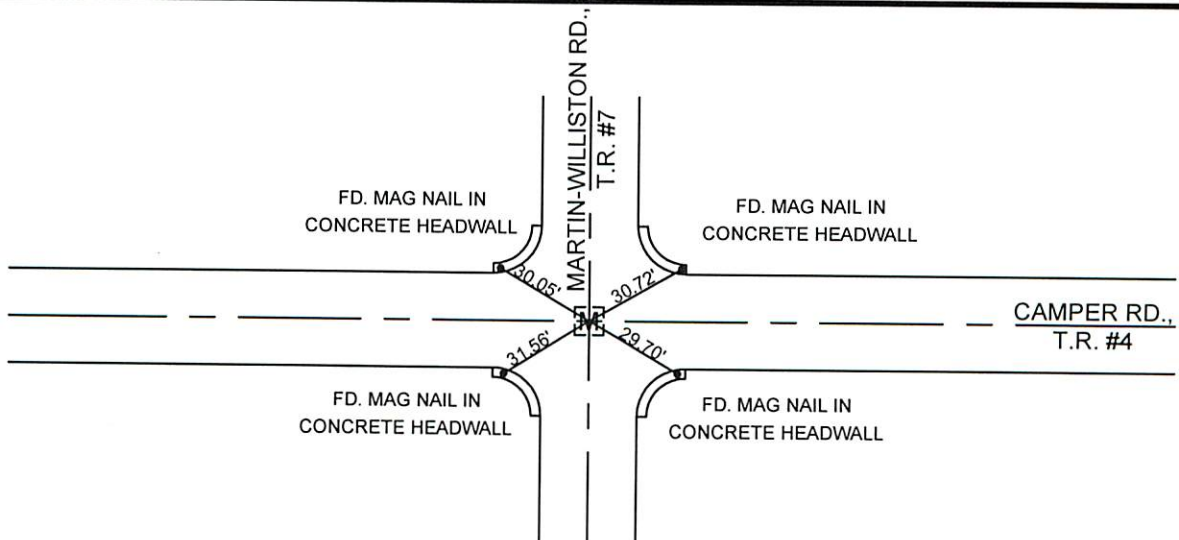 MARTIN-WILLISTON RD.,
T.R. #7
FD. MAG NAIL IN
CONCRETE HEADWALL
FD. MAG NAIL IN
CONCRETE HEADWALL
30.05'
30.72'
CAMPER RD.,
T.R. #4
31.56'
29.70'
FD. MAG NAIL IN
CONCRETE HEADWALL
FD. MAG NAIL IN
CONCRETE HEADWALL